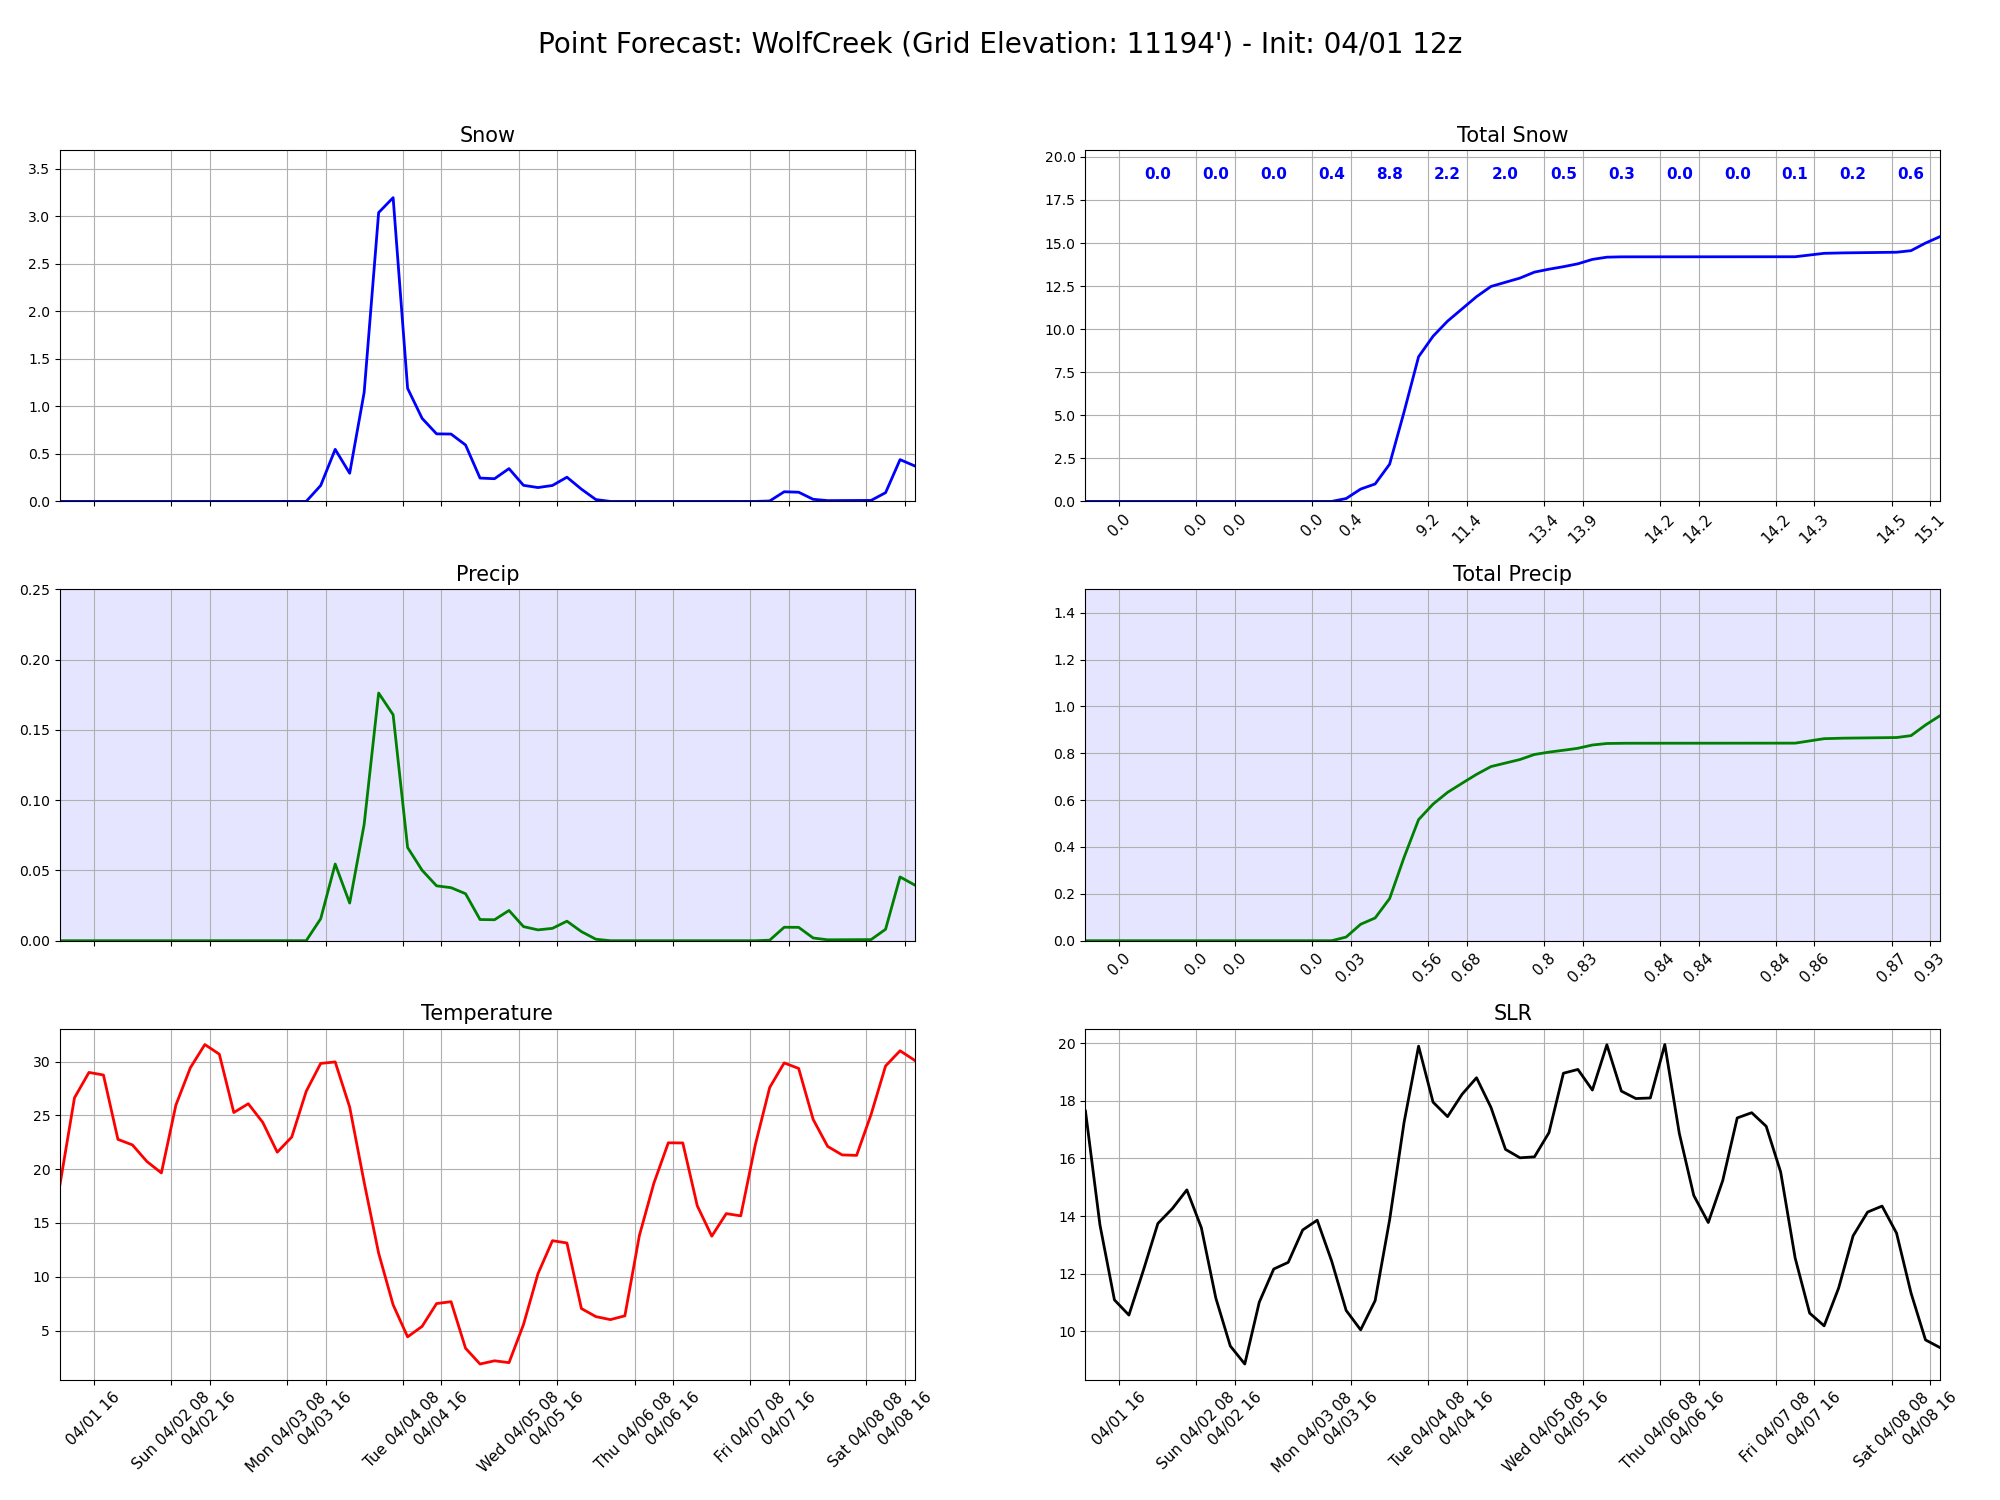 Point Forecast: WolfCreek (Grid Elevation: 11194') - Init: 04/01 12z
Snow
3.5
3.0
2.5
2.0
1.5
1.0
0.5
0.0
Total Snow
20.0
17.5
15.0
12.5
10.0
7.5
5.0
2.5
0.0
0.0 0.0 0.0 0.4 8.8 2.2 2.0 0.5 0.3 0.0 0.0 0.1 0.2 0.6
0.0 0.0 0.0 0.0 0.4 9.2 11.4 13.4 13.9 14.2 14.2 14.2 14.3 14.5 15.1
Precip
0.25
0.20
0.15
0.10
0.05
0.00
Total Precip
1.4
1.2
1.0
0.8
0.6
0.4
0.2
0.0
0.0 0.0 0.0 0.0 0.03 0.56 0.68 0.8 0.83 0.84 0.84 0.84 0.86 0.87 0.93
Temperature
30
25
20
15
10
5
04/01 16
Sun 04/02 08
04/02 16
Mon 04/03 08
04/03 16
Tue 04/04 08
04/04 16
Wed 04/05 08
04/05 16
Thu 04/06 08
04/06 16
Fri 04/07 08
04/07 16
Sat 04/08 08
04/08 16
SLR
20
18
16
14
12
10
04/01 16
Sun 04/02 08
04/02 16
Mon 04/03 08
04/03 16
Tue 04/04 08
04/04 16
Wed 04/05 08
04/05 16
Thu 04/06 08
04/06 16
Fri 04/07 08
04/07 16
Sat 04/08 08
04/08 16